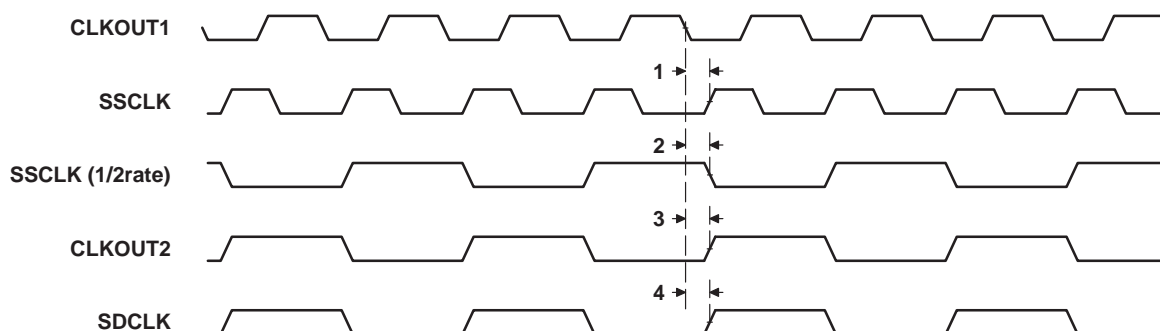 CLKOUT1
1
SSCLK
2
SSCLK (1/2rate)
3
CLKOUT2
4
SDCLK